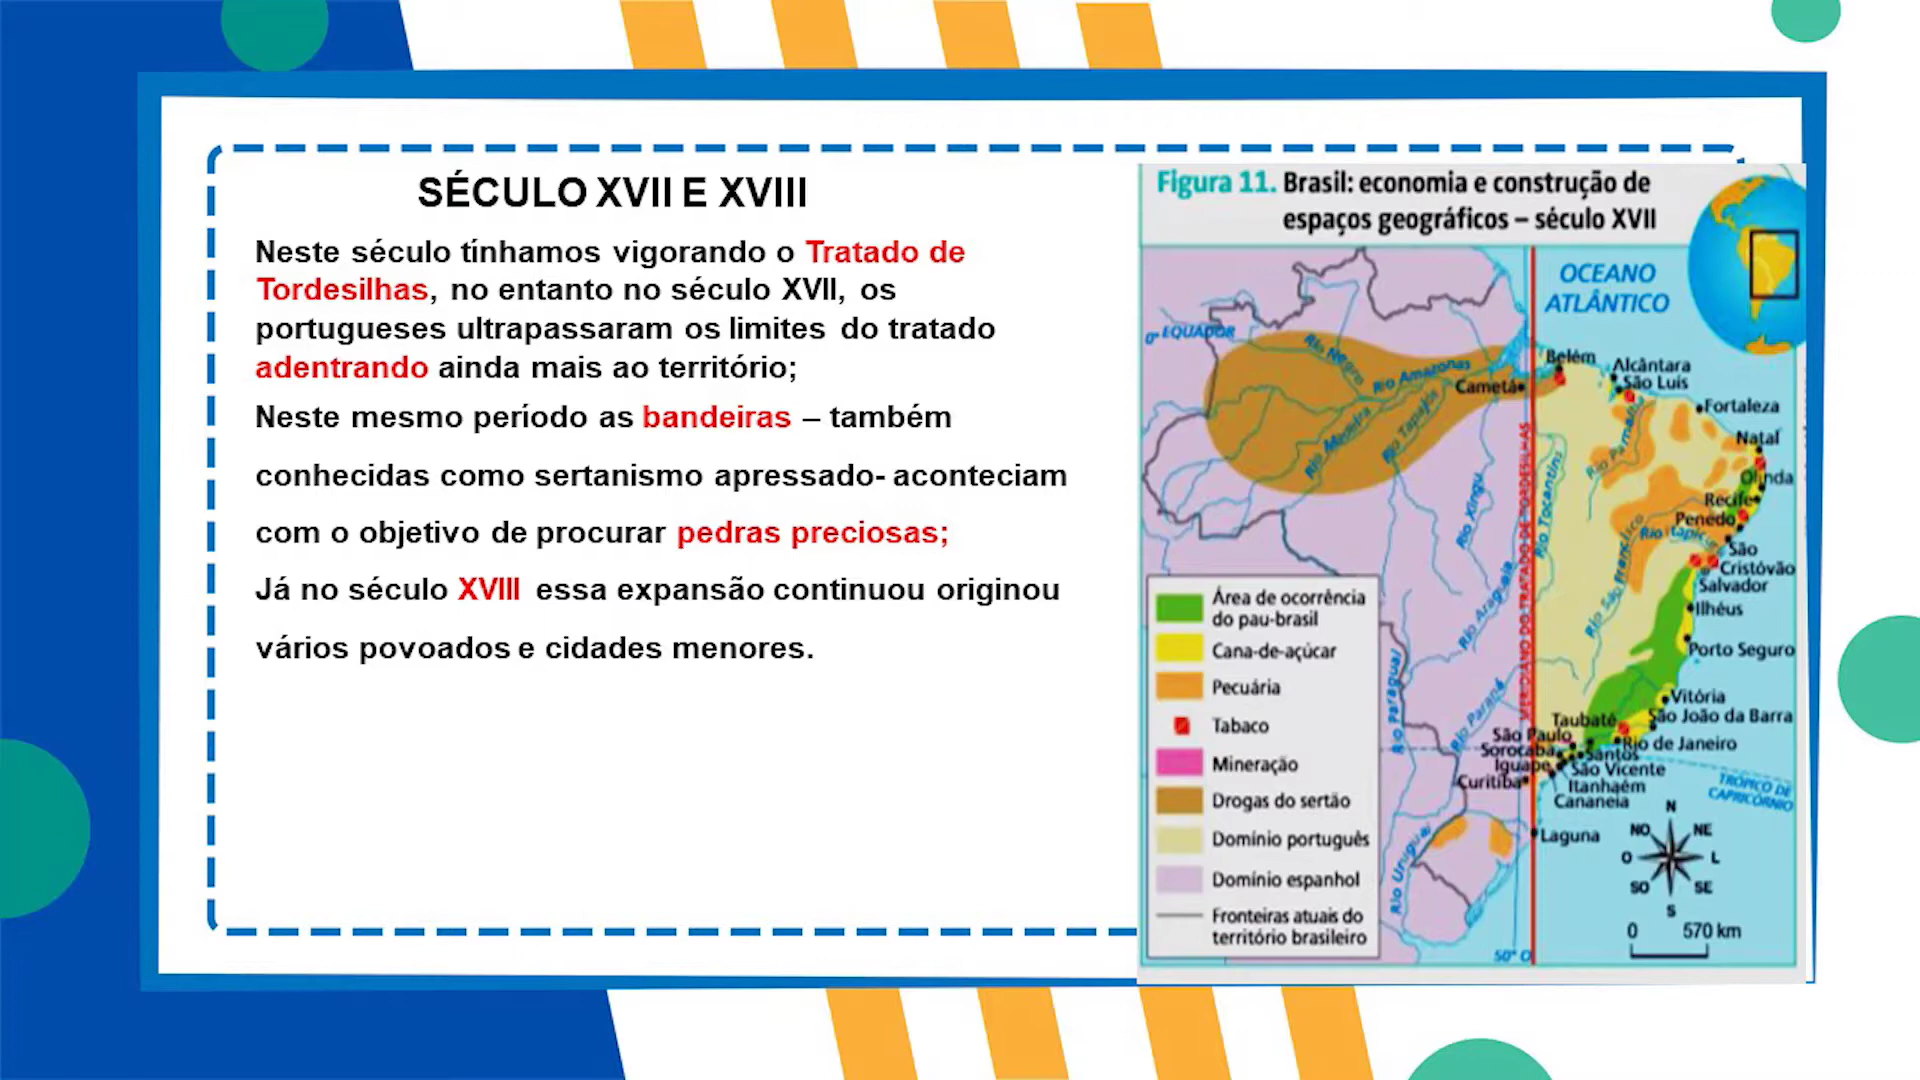 SÉCULO XVII E XVIII
Neste século tínhamos vigorando o Tratado de
Tordesilhas, no entanto no século XVII, os
portugueses ultrapassaram os limites do tratado
adentrando ainda mais ao território;
Neste mesmo período as bandeiras – também
conhecidas como sertanismo apressado- aconteciam
com o objetivo de procurar pedras preciosas;
Já no século XVIII essa expansão continuou originou
vários povoados e cidades menores.
Figura 11. Brasil: economia e construção de
espaços geográficos – século XVII
OCEANO
ATLÂNTICO
0° EQUADOR
Rio Negro
Rio Amazonas
Rio Madeira
Rio Tapajós
Rio Xingu
Rio Araguaia
Rio Tocantins
Rio Parnaíba
Rio São Francisco
Rio Itapicuru
Rio Paraguai
Rio Paraná
Rio Uruguai
MERIDIANO DO TRATADO DE TORDESILHAS
Belém
Cametá
Alcântara
São Luís
Fortaleza
Natal
Olinda
Recife
Penedo
São
Cristóvão
Salvador
Ilhéus
Porto Seguro
Vitória
São João da Barra
Taubaté
São Paulo
Rio de Janeiro
Sorocaba
Santos
Iguape
São Vicente
Curitiba
Itanhaém
Cananeia
Laguna
TRÓPICO DE
CAPRICÓRNIO
Área de ocorrência
do pau-brasil
Cana-de-açúcar
Pecuária
Tabaco
Mineração
Drogas do sertão
Domínio português
Domínio espanhol
Fronteiras atuais do
território brasileiro
N
NO NE
O L
SO SE
S
0 570 km
50° O